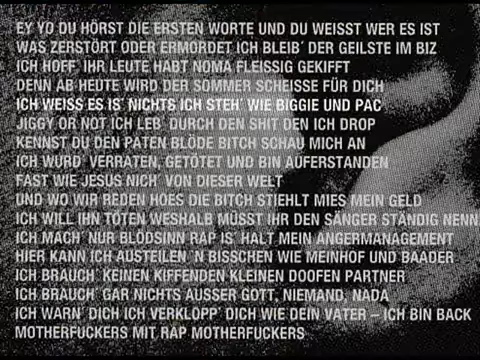 EY YO DU HÖRST DIE ERSTEN WORTE UND DU WEISST WER ES IST
WAS ZERSTÖRT ODER ERMORDET ICH BLEIB´ DER GEILSTE IM BIZ
ICH HOFF´ IHR LEUTE HABT NOMA FLEISSIG GEKIFFT
DENN AB HEUTE WIRD DER SOMMER SCHEISSE FÜR DICH
ICH WEISS ES IS´ NICHTS ICH STEH´ WIE BIGGIE UND PAC
JIGGY OR NOT ICH LEB´ DURCH DEN SHIT DEN ICH DROP
KENNST DU DEN PATEN BLÖDE BITCH SCHAU MICH AN
ICH WURD´ VERRATEN, GETÖTET UND BIN AUFERSTANDEN
FAST WIE JESUS NICH´ VON DIESER WELT
UND WO WIR REDEN HOES DIE BITCH STIEHLT MIES MEIN GELD
ICH WILL IHN TÖTEN WESHALB MÜSST IHR DEN SÄNGER STÄNDIG NENN
ICH MACH´ NUR BLÖDSINN RAP IS´ HALT MEIN ANGERMANAGEMENT
HIER KANN ICH AUSTEILEN ´N BISSCHEN WIE MEINHOF UND BAADER
ICH BRAUCH´ KEINEN KIFFENDEN KLEINEN DOOFEN PARTNER
ICH BRAUCH´ GAR NICHTS AUSSER GOTT, NIEMAND, NADA
ICH WARN´ DICH ICH VERKLOPP´ DICH WIE DEIN VATER – ICH BIN BACK
MOTHERFUCKERS MIT RAP MOTHERFUCKERS